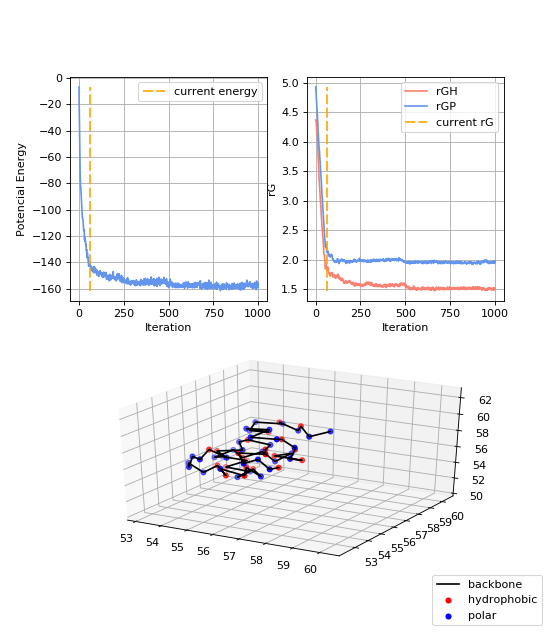 0
−20
−40
−60
−80
−100
−120
−140
−160
Potencial Energy
0 250 500 750 1000
Iteration
current energy
5.0
4.5
4.0
3.5
3.0
2.5
2.0
1.5
rG
0 250 500 750 1000
Iteration
rGH
rGP
current rG
62
60
58
56
54
52
50
53 54 55 56 57 58 59 60
53 54 55 56 57 58 59 60
backbone
hydrophobic
polar